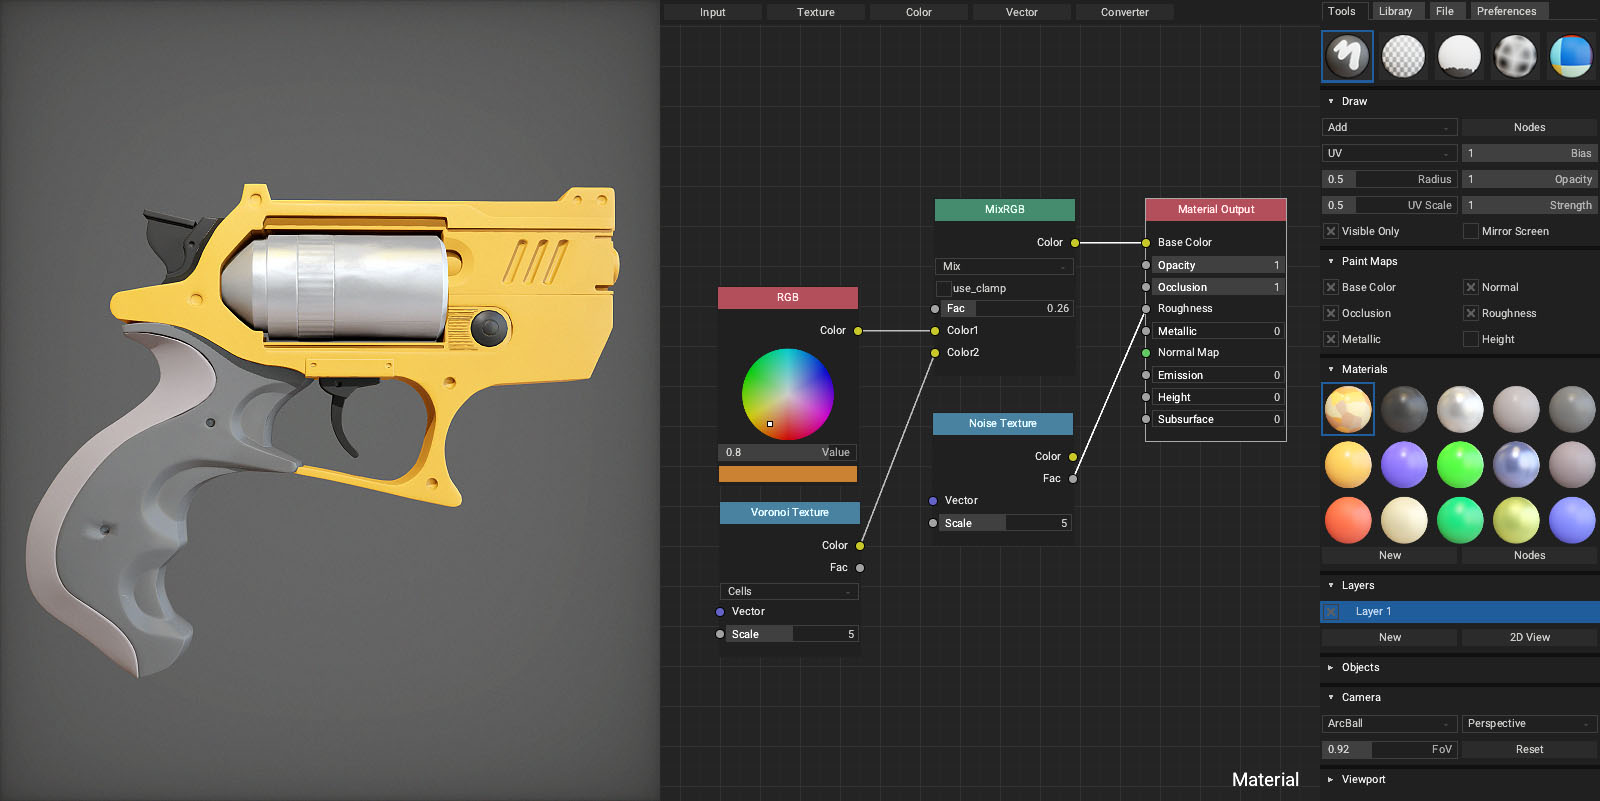 Input
Texture
Color
Vector
Converter
MixRGB
Color
Mix
use_clamp
Fac 0.26
Color1
Color2
Material Output
Base Color
Opacity 1
Occlusion 1
Roughness
Metallic 0
Normal Map
Emission 0
Height 0
Subsurface 0
RGB
Color
0.8 Value
Noise Texture
Color
Fac
Vector
Scale 5
Voronoi Texture
Color
Fac
Cells
Vector
Scale 5
Material
Tools
Library
File
Preferences
Draw
Add
Nodes
UV
1 Bias
0.5 Radius
1 Opacity
0.5 UV Scale
1 Strength
Visible Only
Mirror Screen
Paint Maps
Base Color
Normal
Occlusion
Roughness
Metallic
Height
Materials
New
Nodes
Layers
Layer 1
New
2D View
Objects
Camera
ArcBall
Perspective
0.92 FoV
Reset
Viewport